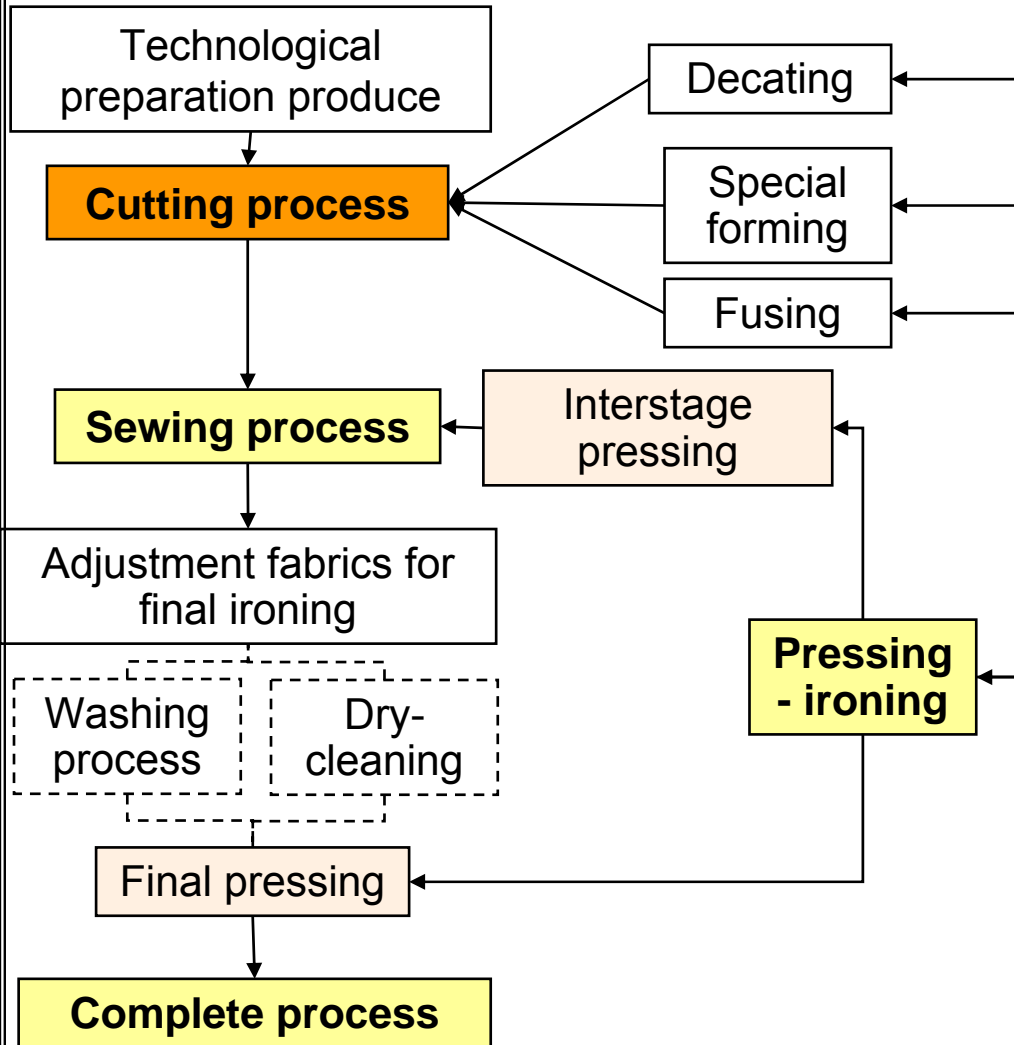 Technological
preparation produce
Decating
Cutting process
Special
forming
Fusing
Sewing process
Interstage
pressing
Adjustment fabrics for
final ironing
Pressing
- ironing
Washing
process
Dry-
cleaning
Final pressing
Complete process